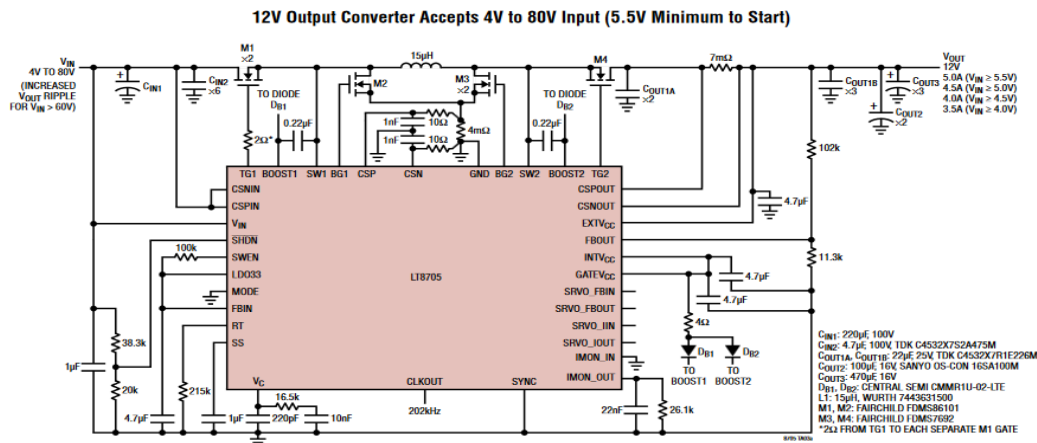 12V Output Converter Accepts 4V to 80V Input (5.5V Minimum to Start)
VIN
4V TO 80V
(INCREASED
VOUT RIPPLE
FOR VIN > 60V)
+
CIN1
CIN2
×6
M1
×2
TO DIODE
DB1
0.22µF
2Ω*
M2
15µH
M3
×2
1nF
10Ω
1nF
10Ω
4mΩ
TO DIODE
DB2
0.22µF
M4
+
COUT1A
×2
7mΩ
COUT1B
×3
+
COUT3
+
COUT2
×2
VOUT
12V
5.0A (VIN ≥ 5.5V)
4.5A (VIN ≥ 5.0V)
4.0A (VIN ≥ 4.5V)
3.5A (VIN ≥ 4.0V)
TG1 BOOST1 SW1 BG1 CSP CSN GND BG2 SW2 BOOST2 TG2
CSNIN
CSPIN
VIN
SHDN
SWEN
LDO33
MODE
FBIN
RT
SS
LT8705
CSPOUT
CSNOUT
EXTVCC
FBOUT
INTVCC
GATEVCC
SRVO_FBIN
SRVO_FBOUT
SRVO_IIN
SRVO_IOUT
IMON_IN
IMON_OUT
VC
CLKOUT
SYNC
202kHz
100k
38.3k
20k
1µF
4.7µF
215k
1µF
220pF
16.5k
10nF
22nF
26.1k
102k
4.7µF
11.3k
4.7µF
4.7µF
4Ω
DB1
DB2
TO
BOOST1
TO
BOOST2
CIN1: 220µF, 100V
CIN2: 4.7µF, 100V, TDK C4532X7S2A475M
COUT1A, COUT1B: 22µF, 25V, TDK C4532X7R1E226M
COUT2: 100µF, 16V, SANYO OS-CON 16SA100M
COUT3: 470µF, 16V
DB1, DB2: CENTRAL SEMI CMMR1U-02-LTE
L1: 15µH, WURTH 7443631500
M1, M2: FAIRCHILD FDMS86101
M3, M4: FAIRCHILD FDMS7692
*2Ω FROM TG1 TO EACH SEPARATE M1 GATE
8705 TA03a